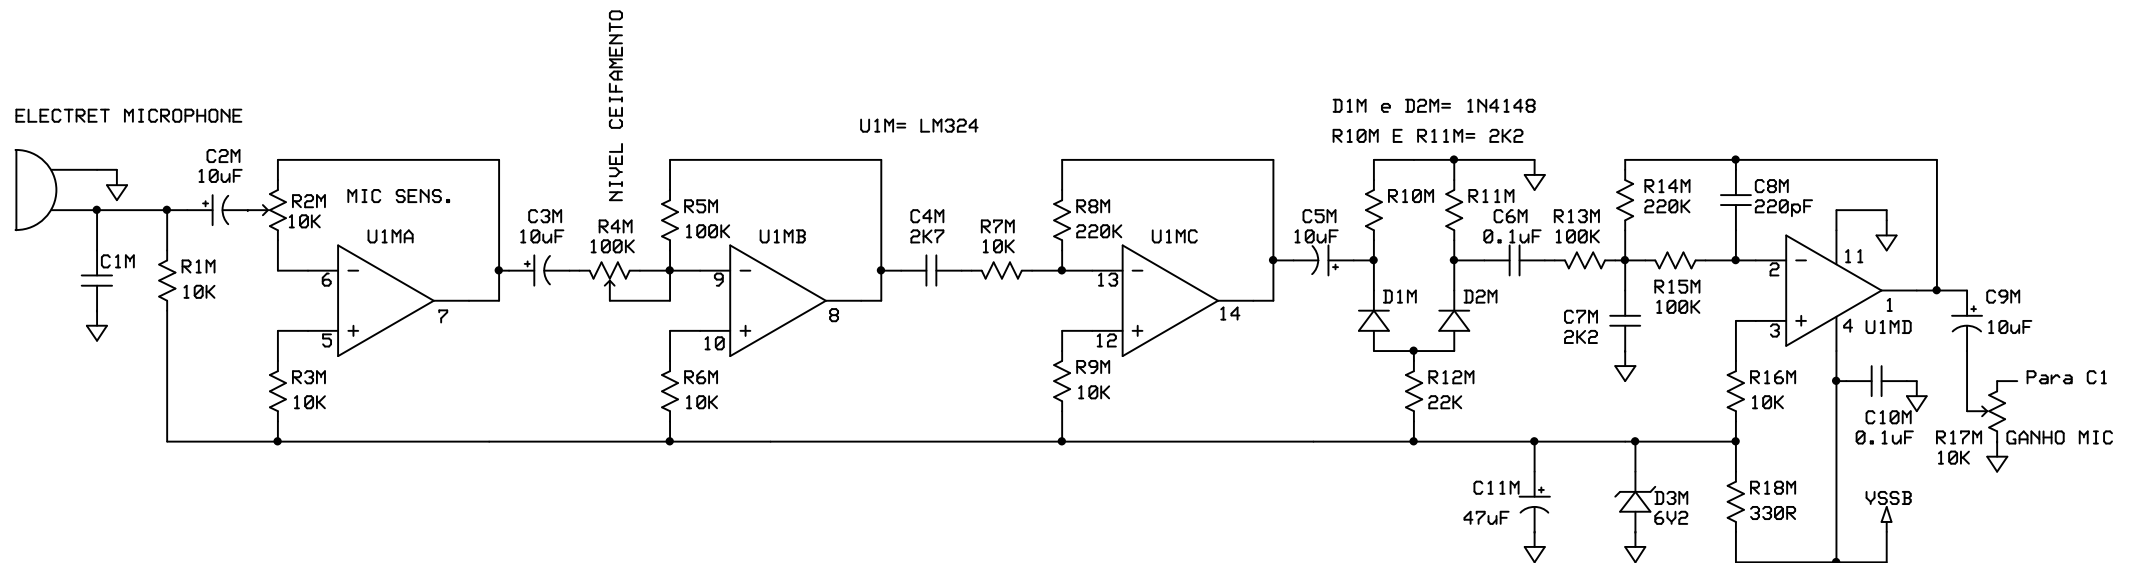 ELECTRET MICROPHONE
C2M
10uF
R2M
10K
MIC SENS.
C1M
R1M
10K
U1MA
6
5
7
R3M
10K
C3M
10uF
NIVEL CEIFAMENTO
R4M
100K
R5M
100K
U1MB
9
10
8
R6M
10K
U1M= LM324
C4M
2K7
R7M
10K
R8M
220K
U1MC
13
12
14
R9M
10K
D1M e D2M= 1N4148
R10M E R11M= 2K2
C5M
10uF
R10M
R11M
D1M
D2M
R12M
22K
C6M
0.1uF
R13M
100K
R14M
220K
C8M
220pF
R15M
100K
C7M
2K2
2
3
11
1
4
U1MD
C9M
10uF
R16M
10K
C10M
0.1uF
Para C1
R17M
10K
GANHO MIC
C11M
47uF
D3M
6V2
R18M
330R
VSSB
+
+
+
+
+
-
+
-
+
-
+
-
+